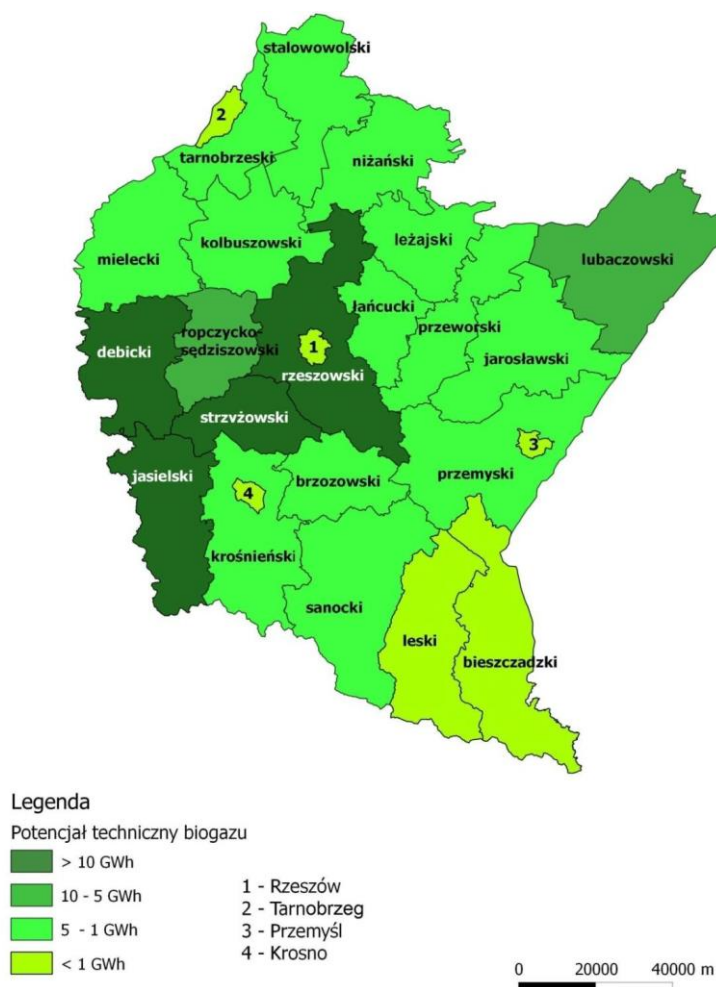 stalowowolski
2
tarnobrzeski
niżański
kolbuszowski
leżajski
mielecki
lubaczowski
łańcucki
ropczycko-
sędziszowski
przeworski
debicki
1
jarosławski
rzeszowski
strzyżowski
3
jasielski
brzozowski
przemyski
4
krośnieński
sanocki
leski
bieszczadzki
Legenda
Potencjał techniczny biogazu
> 10 GWh
10 - 5 GWh
5 - 1 GWh
< 1 GWh
1 - Rzeszów
2 - Tarnobrzeg
3 - Przemyśl
4 - Krosno
0 20000 40000 m